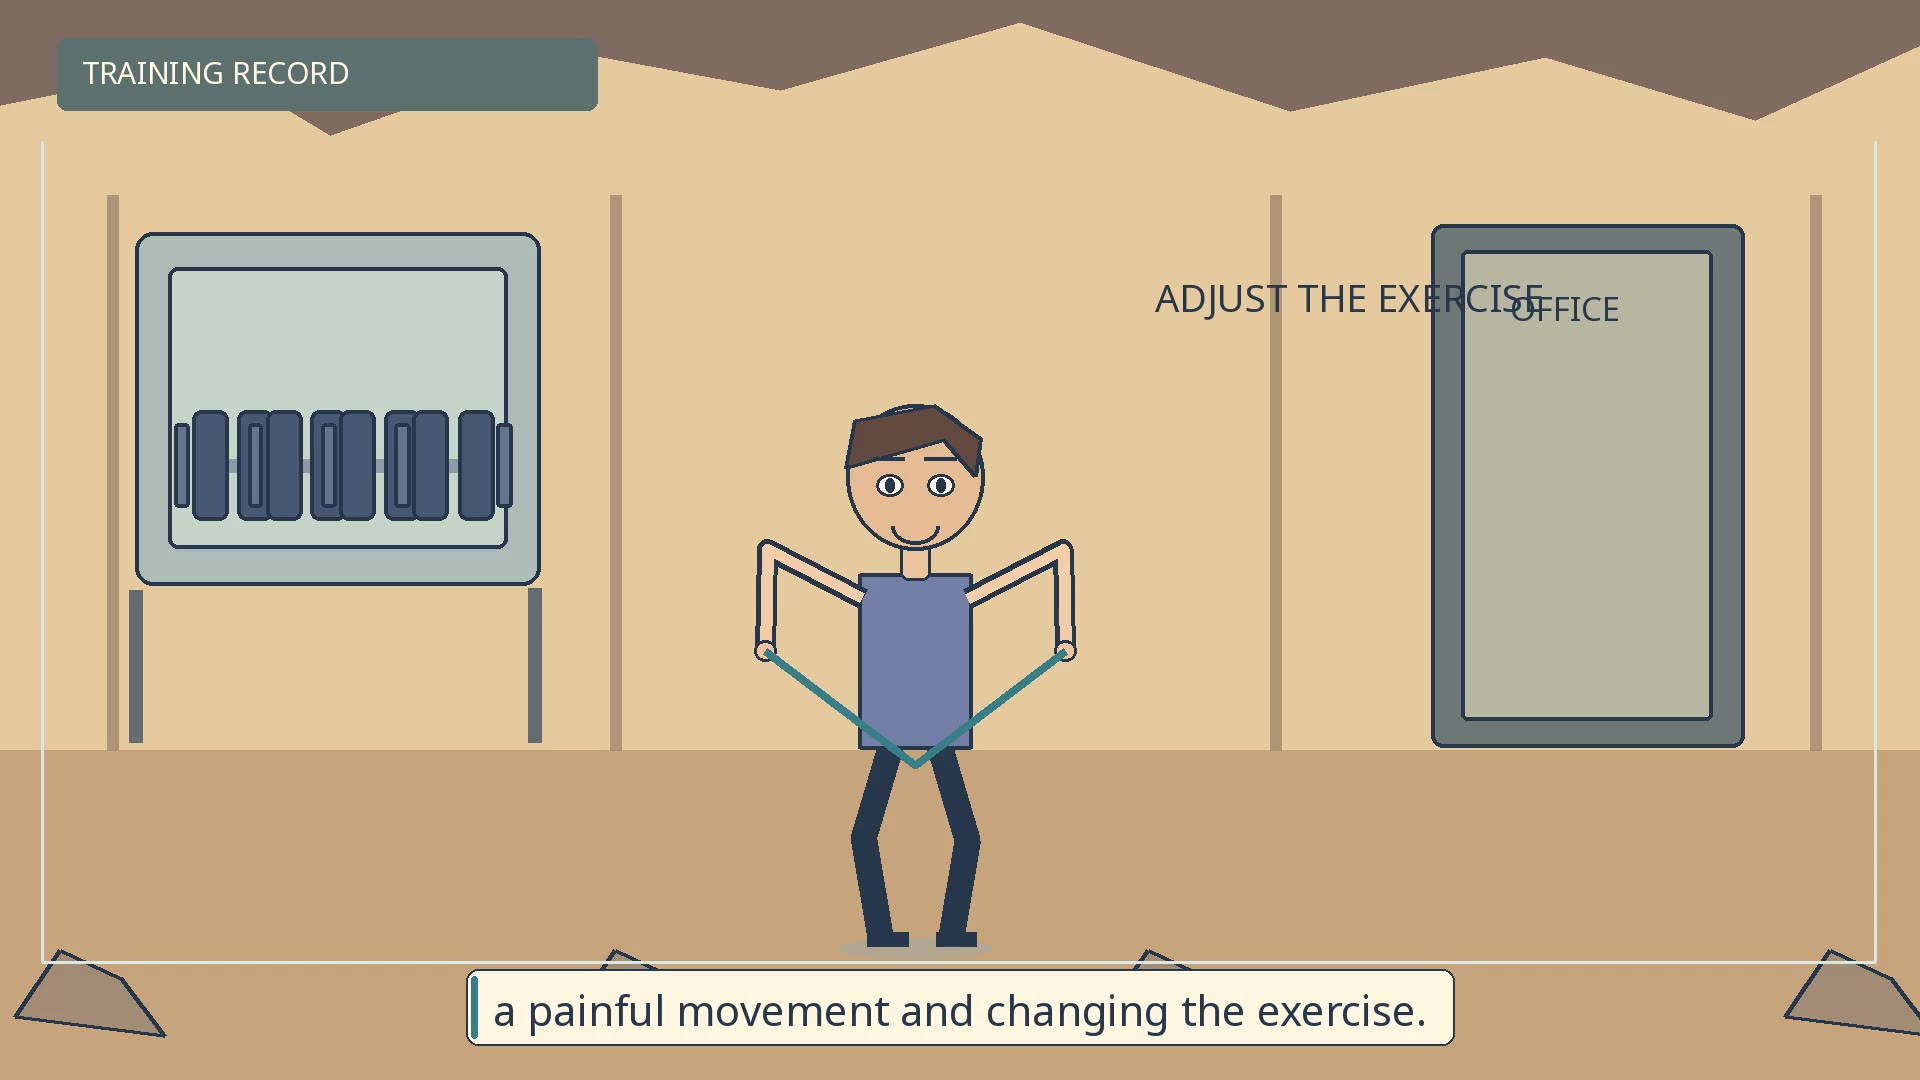 TRAINING RECORD
ADJUST THE EXERCISE
OFFICE
a painful movement and changing the exercise.